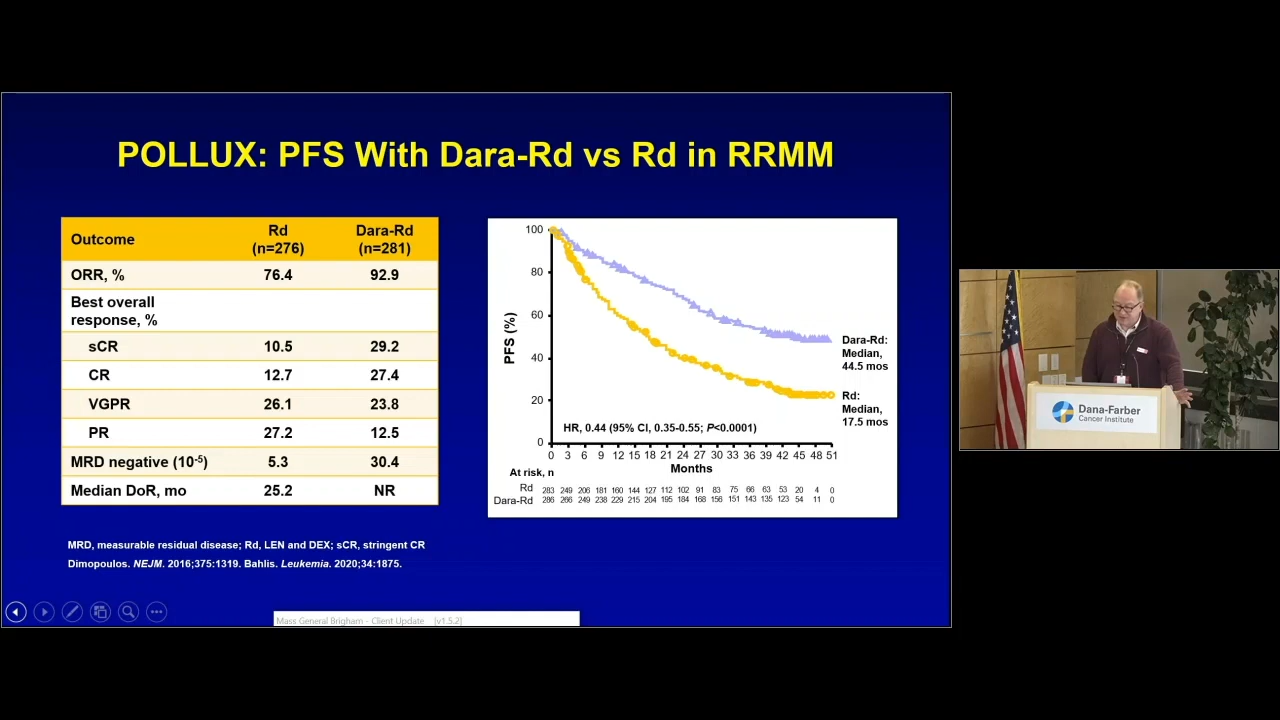 POLLUX: PFS With Dara-Rd vs Rd in RRMM
Outcome Rd (n=276) Dara-Rd (n=281)
ORR, % 76.4 92.9
Best overall
response, %
sCR 10.5 29.2
CR 12.7 27.4
VGPR 26.1 23.8
PR 27.2 12.5
MRD negative (10-5) 5.3 30.4
Median DoR, mo 25.2 NR
MRD, measurable residual disease; Rd, LEN and DEX; sCR, stringent CR
Dimopoulos. NEJM. 2016;375:1319. Bahlis. Leukemia. 2020;34:1875.
PFS (%)
100
80
60
40
20
0
Dara-Rd:
Median,
44.5 mos
Rd:
Median,
17.5 mos
HR, 0.44 (95% CI, 0.35-0.55; P<0.0001)
0 3 6 9 12 15 18 21 24 27 30 33 36 39 42 45 48 51
Months
At risk, n
Rd 283 249 206 181 160 144 127 112 102 91 83 75 66 63 53 20 4 0
Dara-Rd 286 266 249 238 229 215 204 195 184 168 156 151 143 135 123 54 11 0
Mass General Brigham - Client Update [v1.5.2]
Dana-Farber
Cancer Institute